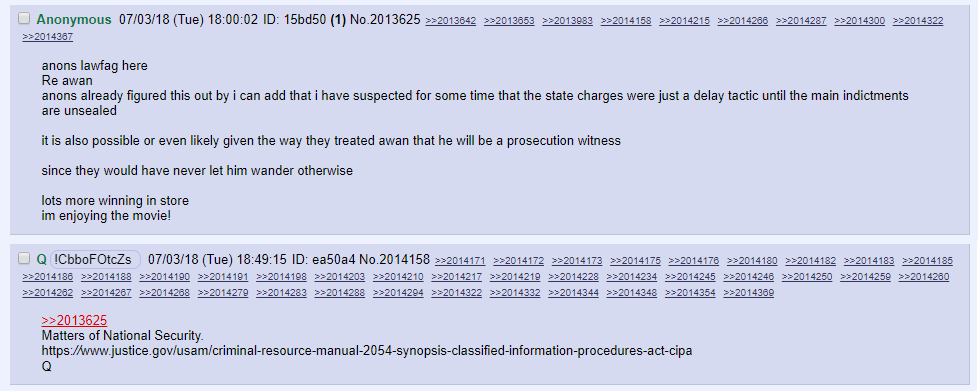 Anonymous 07/03/18 (Tue) 18:00:02 ID: 15bd50 (1) No.2013625 >>2013642 >>2013653 >>2013983 >>2014158 >>2014215 >>2014266 >>2014287 >>2014300 >>2014322
>>2014367
anons lawfag here
Re awan
anons already figured this out by i can add that i have suspected for some time that the state charges were just a delay tactic until the main indictments
are unsealed
it is also possible or even likely given the way they treated awan that he will be a prosecution witness
since they would have never let him wander otherwise
lots more winning in store
im enjoying the movie!
Q !CbboFOtcZs 07/03/18 (Tue) 18:49:15 ID: ea50a4 No.2014158 >>2014171 >>2014172 >>2014173 >>2014175 >>2014176 >>2014180 >>2014182 >>2014183 >>2014185
>>2014186 >>2014188 >>2014190 >>2014191 >>2014198 >>2014203 >>2014210 >>2014217 >>2014219 >>2014228 >>2014234 >>2014245 >>2014246 >>2014250 >>2014259 >>2014260
>>2014262 >>2014267 >>2014268 >>2014279 >>2014283 >>2014288 >>2014294 >>2014322 >>2014332 >>2014344 >>2014348 >>2014354 >>2014369
>>2013625
Matters of National Security.
https://www.justice.gov/usam/criminal-resource-manual-2054-synopsis-classified-information-procedures-act-cipa
Q